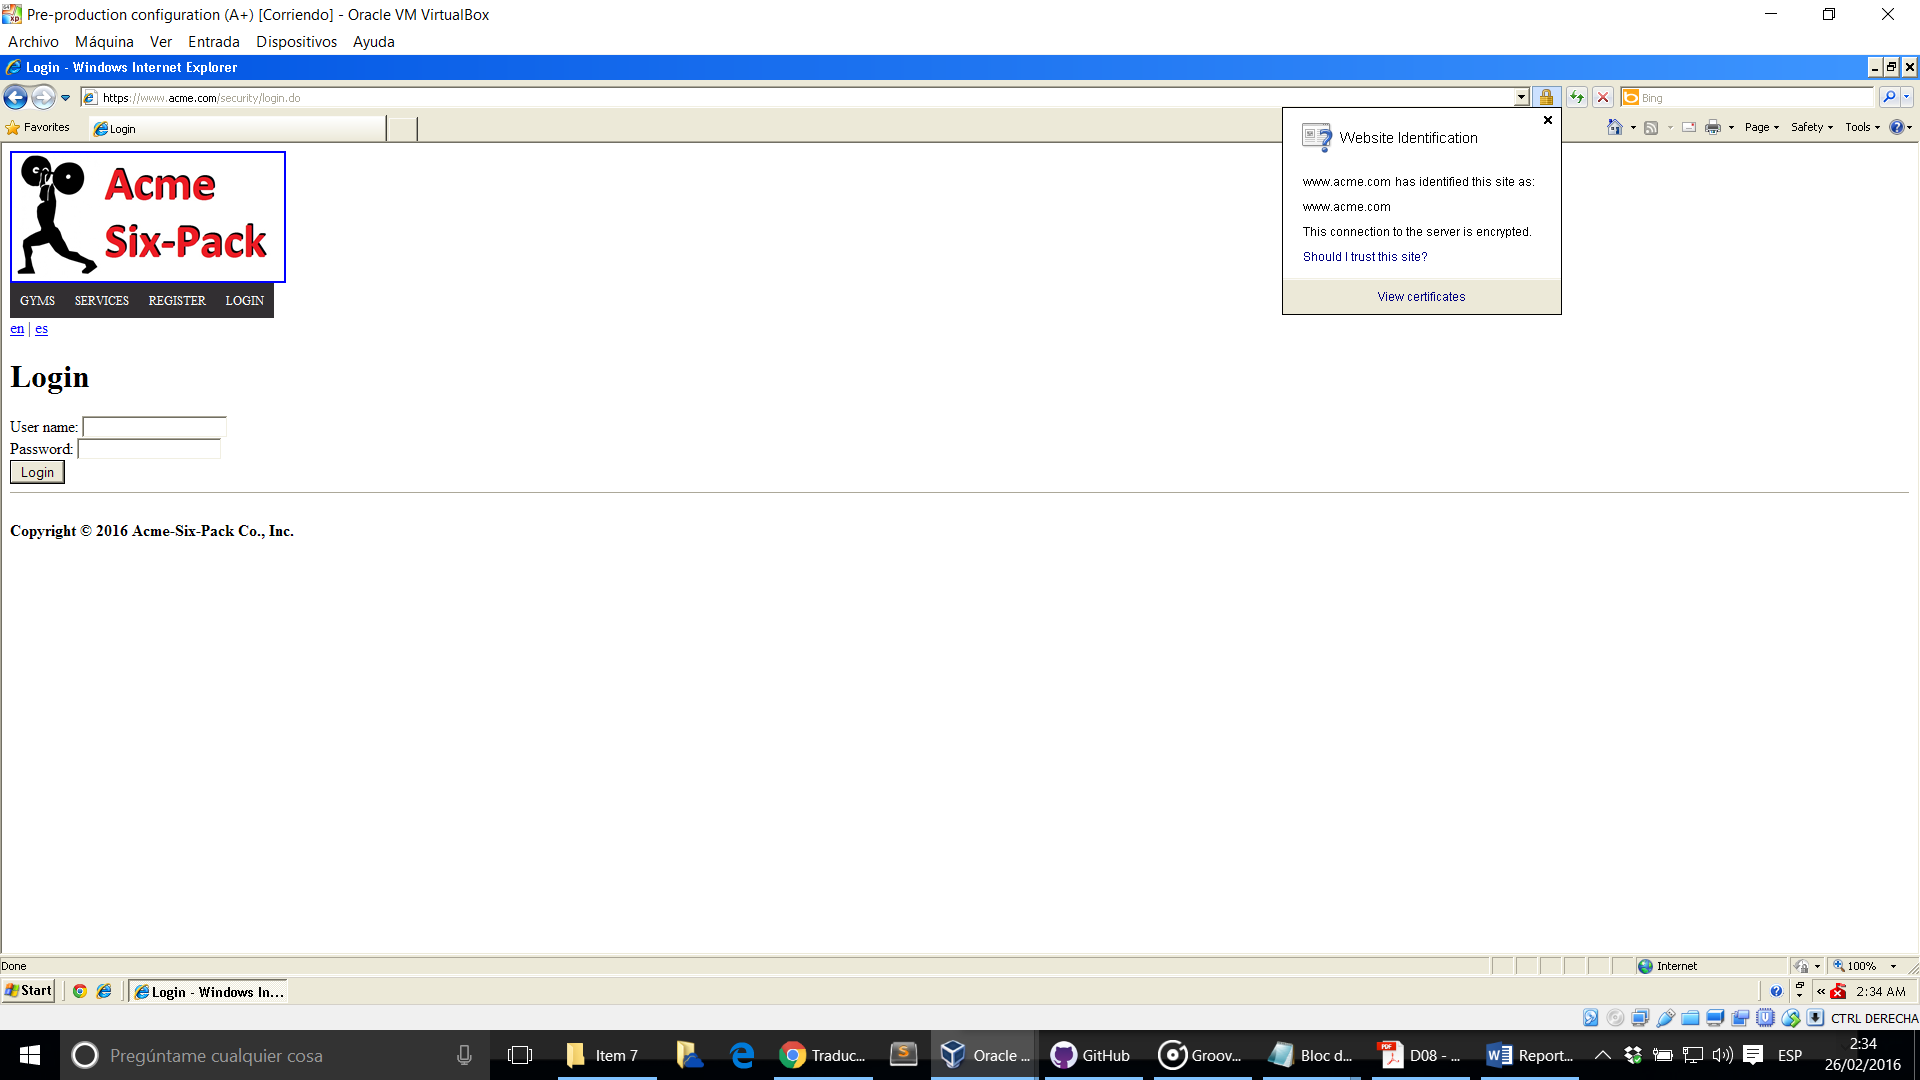 Pre-production configuration (A+) [Corriendo] - Oracle VM VirtualBox
Archivo Máquina Ver Entrada Dispositivos Ayuda
Login - Windows Internet Explorer
https://www.acme.com/security/login.do
Bing
Favorites
Login
Page
Safety
Tools
Website Identification
www.acme.com has identified this site as:
www.acme.com
This connection to the server is encrypted.
Should I trust this site?
View certificates
Acme
Six-Pack
GYMS SERVICES REGISTER LOGIN
en | es
Login
User name:
Password:
Login
Copyright © 2016 Acme-Six-Pack Co., Inc.
Done
Internet
100%
Start
Login - Windows In...
2:34 AM
CTRL DERECHA
Pregúntame cualquier cosa
Item 7
Traduc...
Oracle ...
GitHub
Groov...
Bloc d...
D08 - ...
Report...
ESP
2:34
26/02/2016